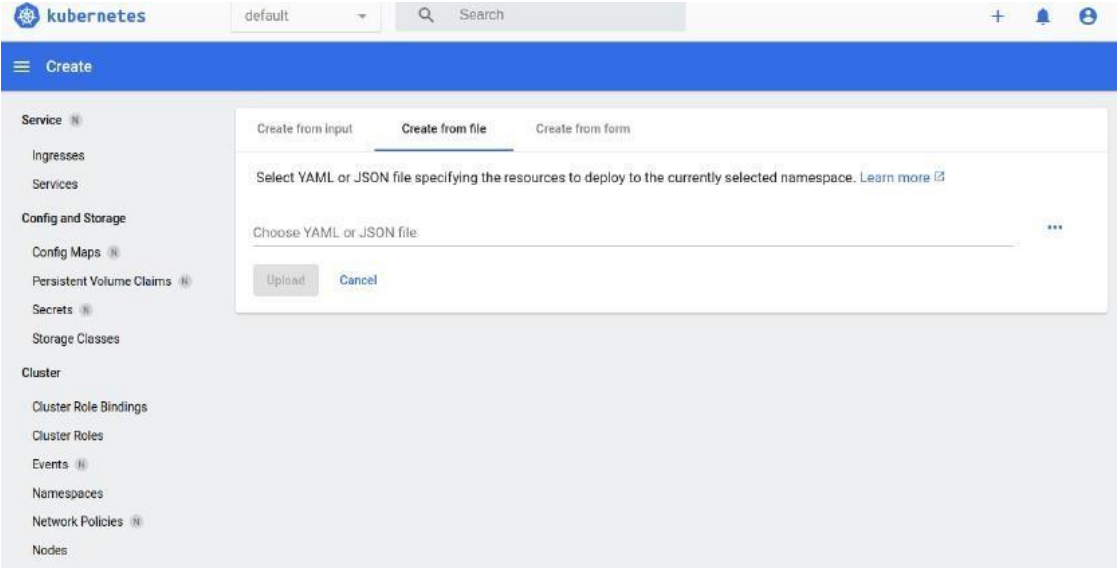 kubernetes
default
Search
Create
Service N
Ingresses
Services
Config and Storage
Config Maps N
Persistent Volume Claims N
Secrets N
Storage Classes
Cluster
Cluster Role Bindings
Cluster Roles
Events N
Namespaces
Network Policies N
Nodes
Create from input
Create from file
Create from form
Select YAML or JSON file specifying the resources to deploy to the currently selected namespace. Learn more
Choose YAML or JSON file
Upload
Cancel